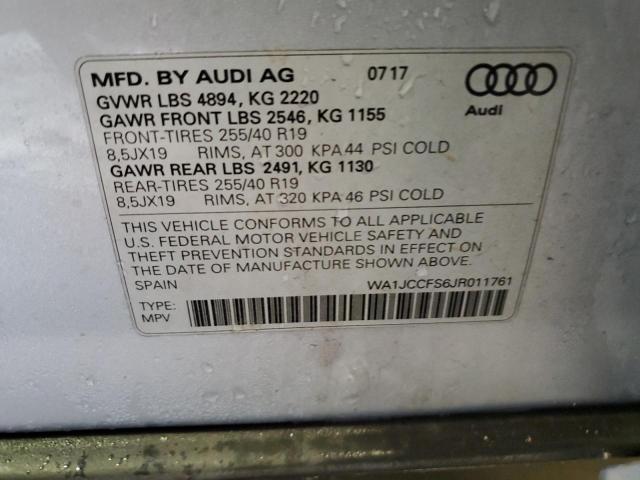 MFD. BY AUDI AG 0717
GVWR LBS 4894, KG 2220
GAWR FRONT LBS 2546, KG 1155
Audi
FRONT-TIRES 255/40 R19
8,5JX19 RIMS, AT 300 KPA 44 PSI COLD
GAWR REAR LBS 2491, KG 1130
REAR-TIRES 255/40 R19
8,5JX19 RIMS, AT 320 KPA 46 PSI COLD
THIS VEHICLE CONFORMS TO ALL APPLICABLE
U.S. FEDERAL MOTOR VEHICLE SAFETY AND
THEFT PREVENTION STANDARDS IN EFFECT ON
THE DATE OF MANUFACTURE SHOWN ABOVE.
SPAIN WA1JCCFS6JR011761
TYPE:
MPV